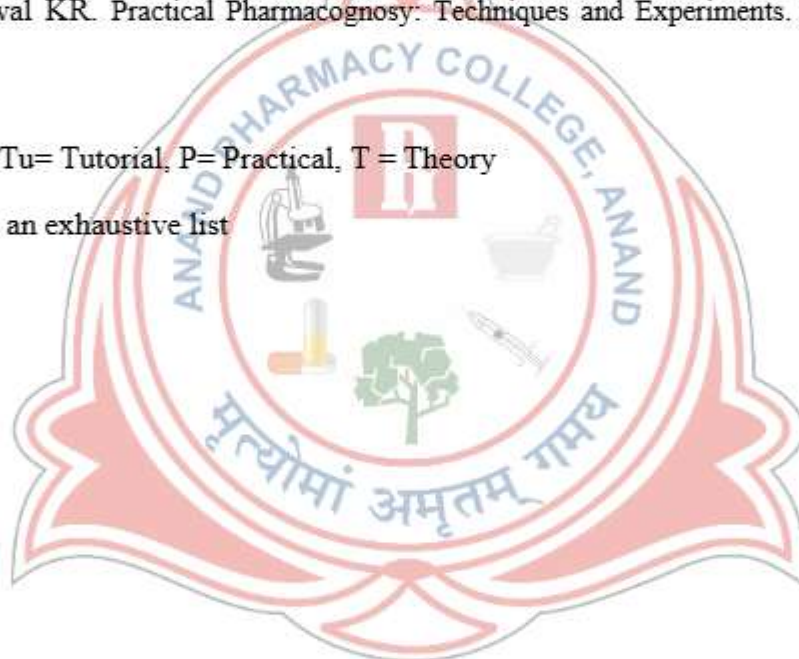 val KR. Practical Pharmacognosy: Techniques and Experiments.
Tu= Tutorial, P= Practical, T = Theory
an exhaustive list
ANAND PHARMACY COLLEGE, ANAND
मृत्योर्मा अमृतम् गमय